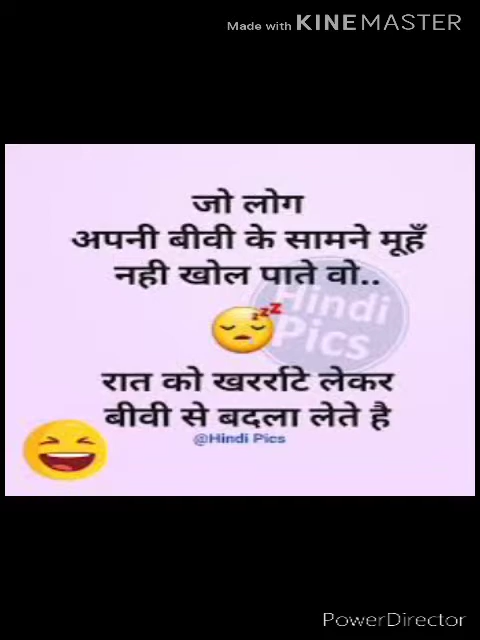 Made with KINEMASTER
जो लोग
अपनी बीवी के सामने मूहँ
नही खोल पाते वो..
Hindi
Pics
रात को खर्राटे लेकर
बीवी से बदला लेते है
@Hindi Pics
PowerDirector